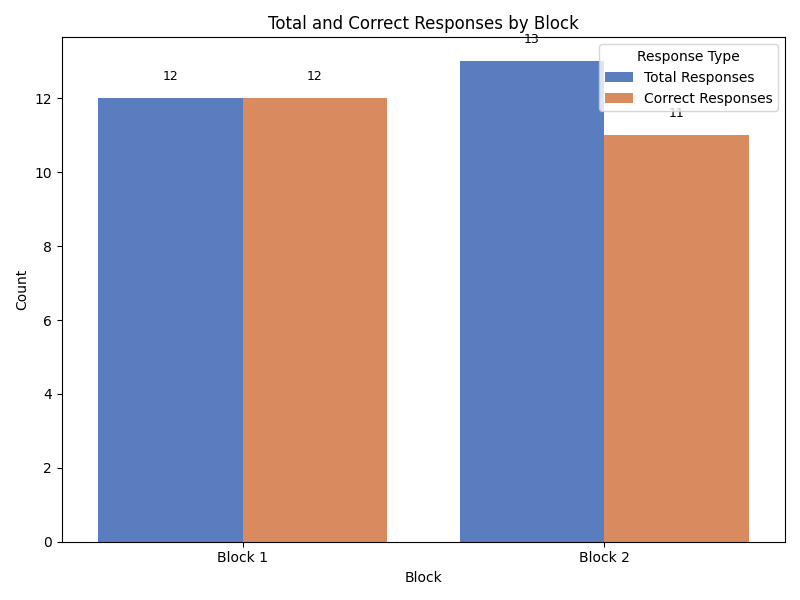 Total and Correct Responses by Block
13
Response Type
Total Responses
Correct Responses
12
12
11
12
10
8
6
4
2
0
Count
Block 1
Block 2
Block